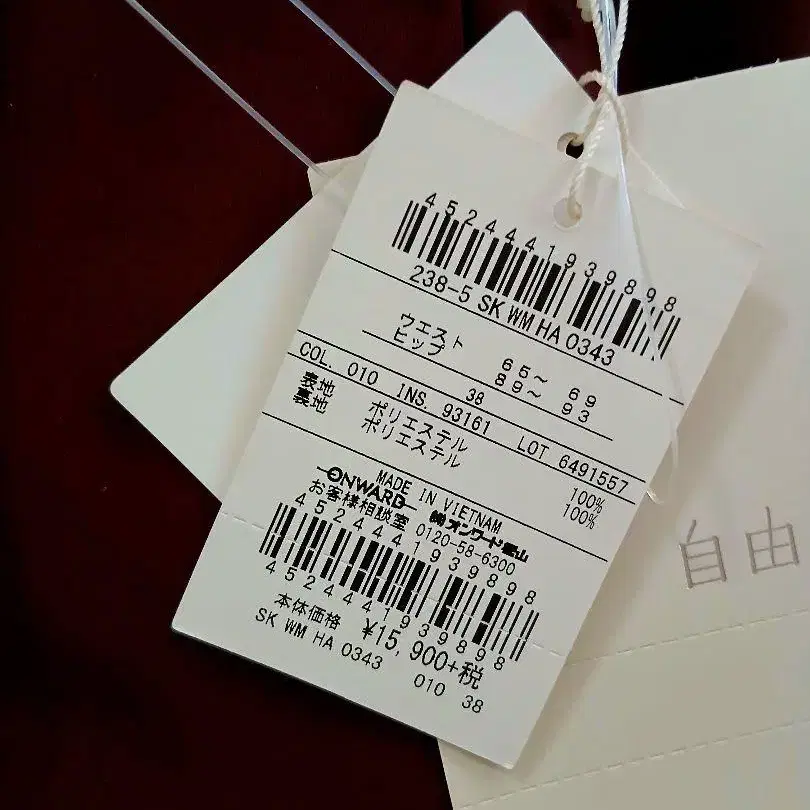 4524441939898
238-5 SK WM HA 0343
ウエスト 65～ 69
ヒップ 89～ 93
38
COL. 010 INS. 93161 LOT 6491557
表地 ポリエステル 100%
裏地 ポリエステル 100%
MADE IN VIETNAM
ONWARD ㈱オンワード樫山
お客様相談室 0120-58-6300
4524441939898
4524441939898
本体価格 ¥15,900+税
SK WM HA 0343 010 38
自由